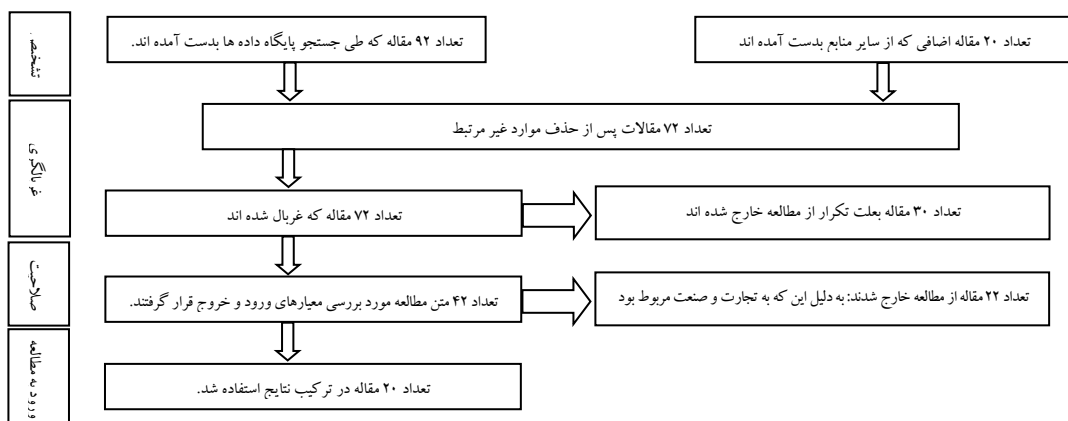 تعداد ۹۲ مقاله که طی جستجو پایگاه داده ها بدست آمده اند.
تعداد ۲۰ مقاله اضافی که از سایر منابع بدست آمده اند
تعداد ۷۲ مقالات پس از حذف موارد غیر مرتبط
غربالگری
تعداد ۷۲ مقاله که غربال شده اند
تعداد ۳۰ مقاله بعلت تکرار از مطالعه خارج شده اند
صلاحیت
تعداد ۴۲ متن مطالعه مورد بررسی معیارهای ورود و خروج قرار گرفتند.
تعداد ۲۲ مقاله از مطالعه خارج شدند: به دلیل این که به تجارت و صنعت مربوط بود
ورود به مطالعه
تعداد ۲۰ مقاله در ترکیب نتایج استفاده شد.